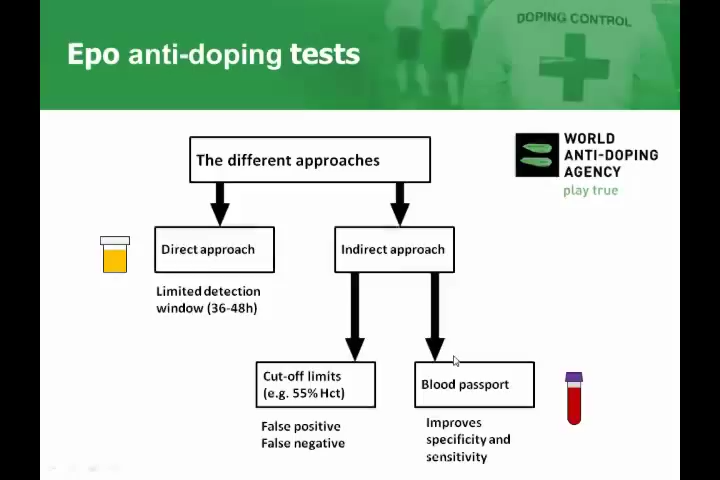 DOPING CONTROL
Epo anti-doping tests
The different approaches
WORLD
ANTI-DOPING
AGENCY
play true
Direct approach
Indirect approach
Limited detection
window (36-48h)
Cut-off limits
(e.g. 55% Hct)
Blood passport
False positive
False negative
Improves
specificity and
sensitivity